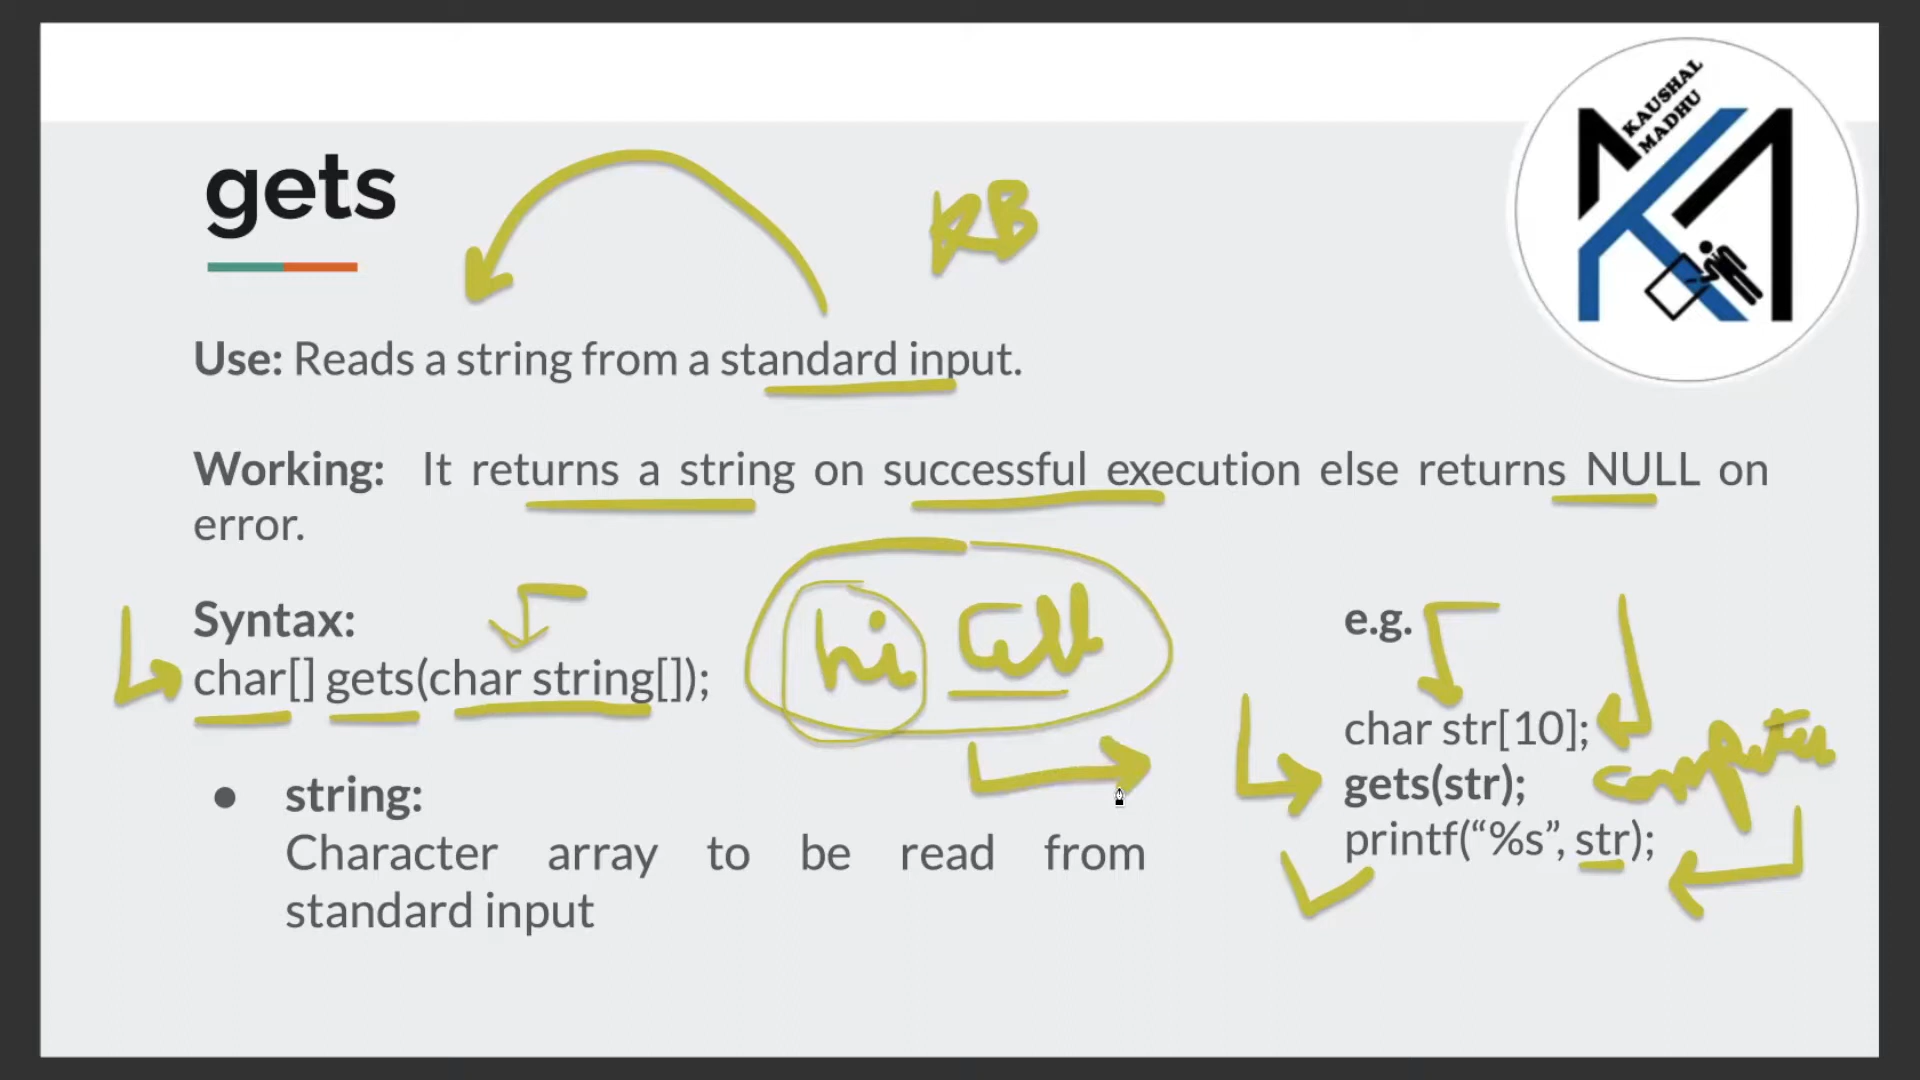 KAUSHAL
MADHU
gets
KB
Use: Reads a string from a standard input.
Working: It returns a string on successful execution else returns NULL on
error.
Syntax:
char[] gets(char string[]);
hi all
● string:
Character array to be read from
standard input
e.g.
char str[10];
gets(str);
computer
printf(“%s”, str);